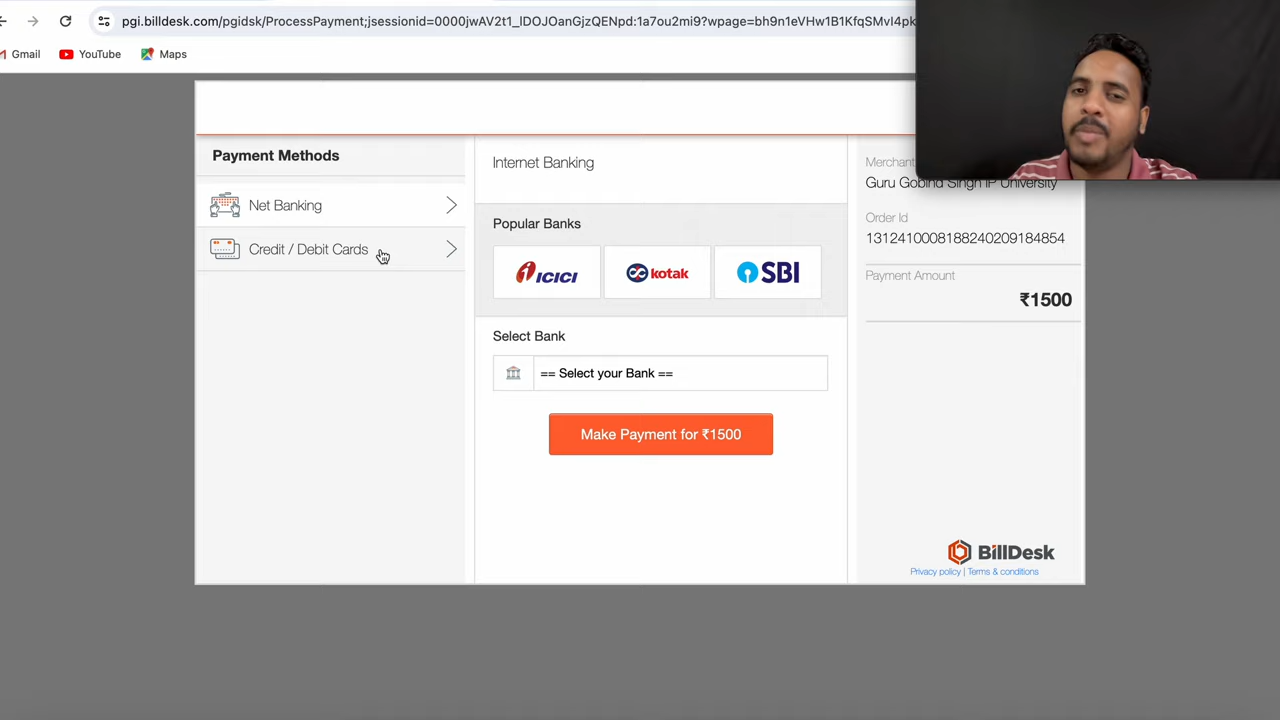 pgi.billdesk.com/pgidsk/ProcessPayment;jsessionid=0000jwAV2t1_IDOJOanGjzQENpd:1a7ou2mi9?wpage=bh9n1eVHw1B1KfqSMvI4pk
Gmail
YouTube
Maps
Payment Methods
Net Banking
Credit / Debit Cards
Internet Banking
Popular Banks
ICICI
kotak
SBI
Select Bank
== Select your Bank ==
Make Payment for ₹1500
Merchant
Guru Gobind Singh IP University
Order Id
1312410008188240209184854
Payment Amount
₹1500
BillDesk
Privacy policy | Terms & conditions